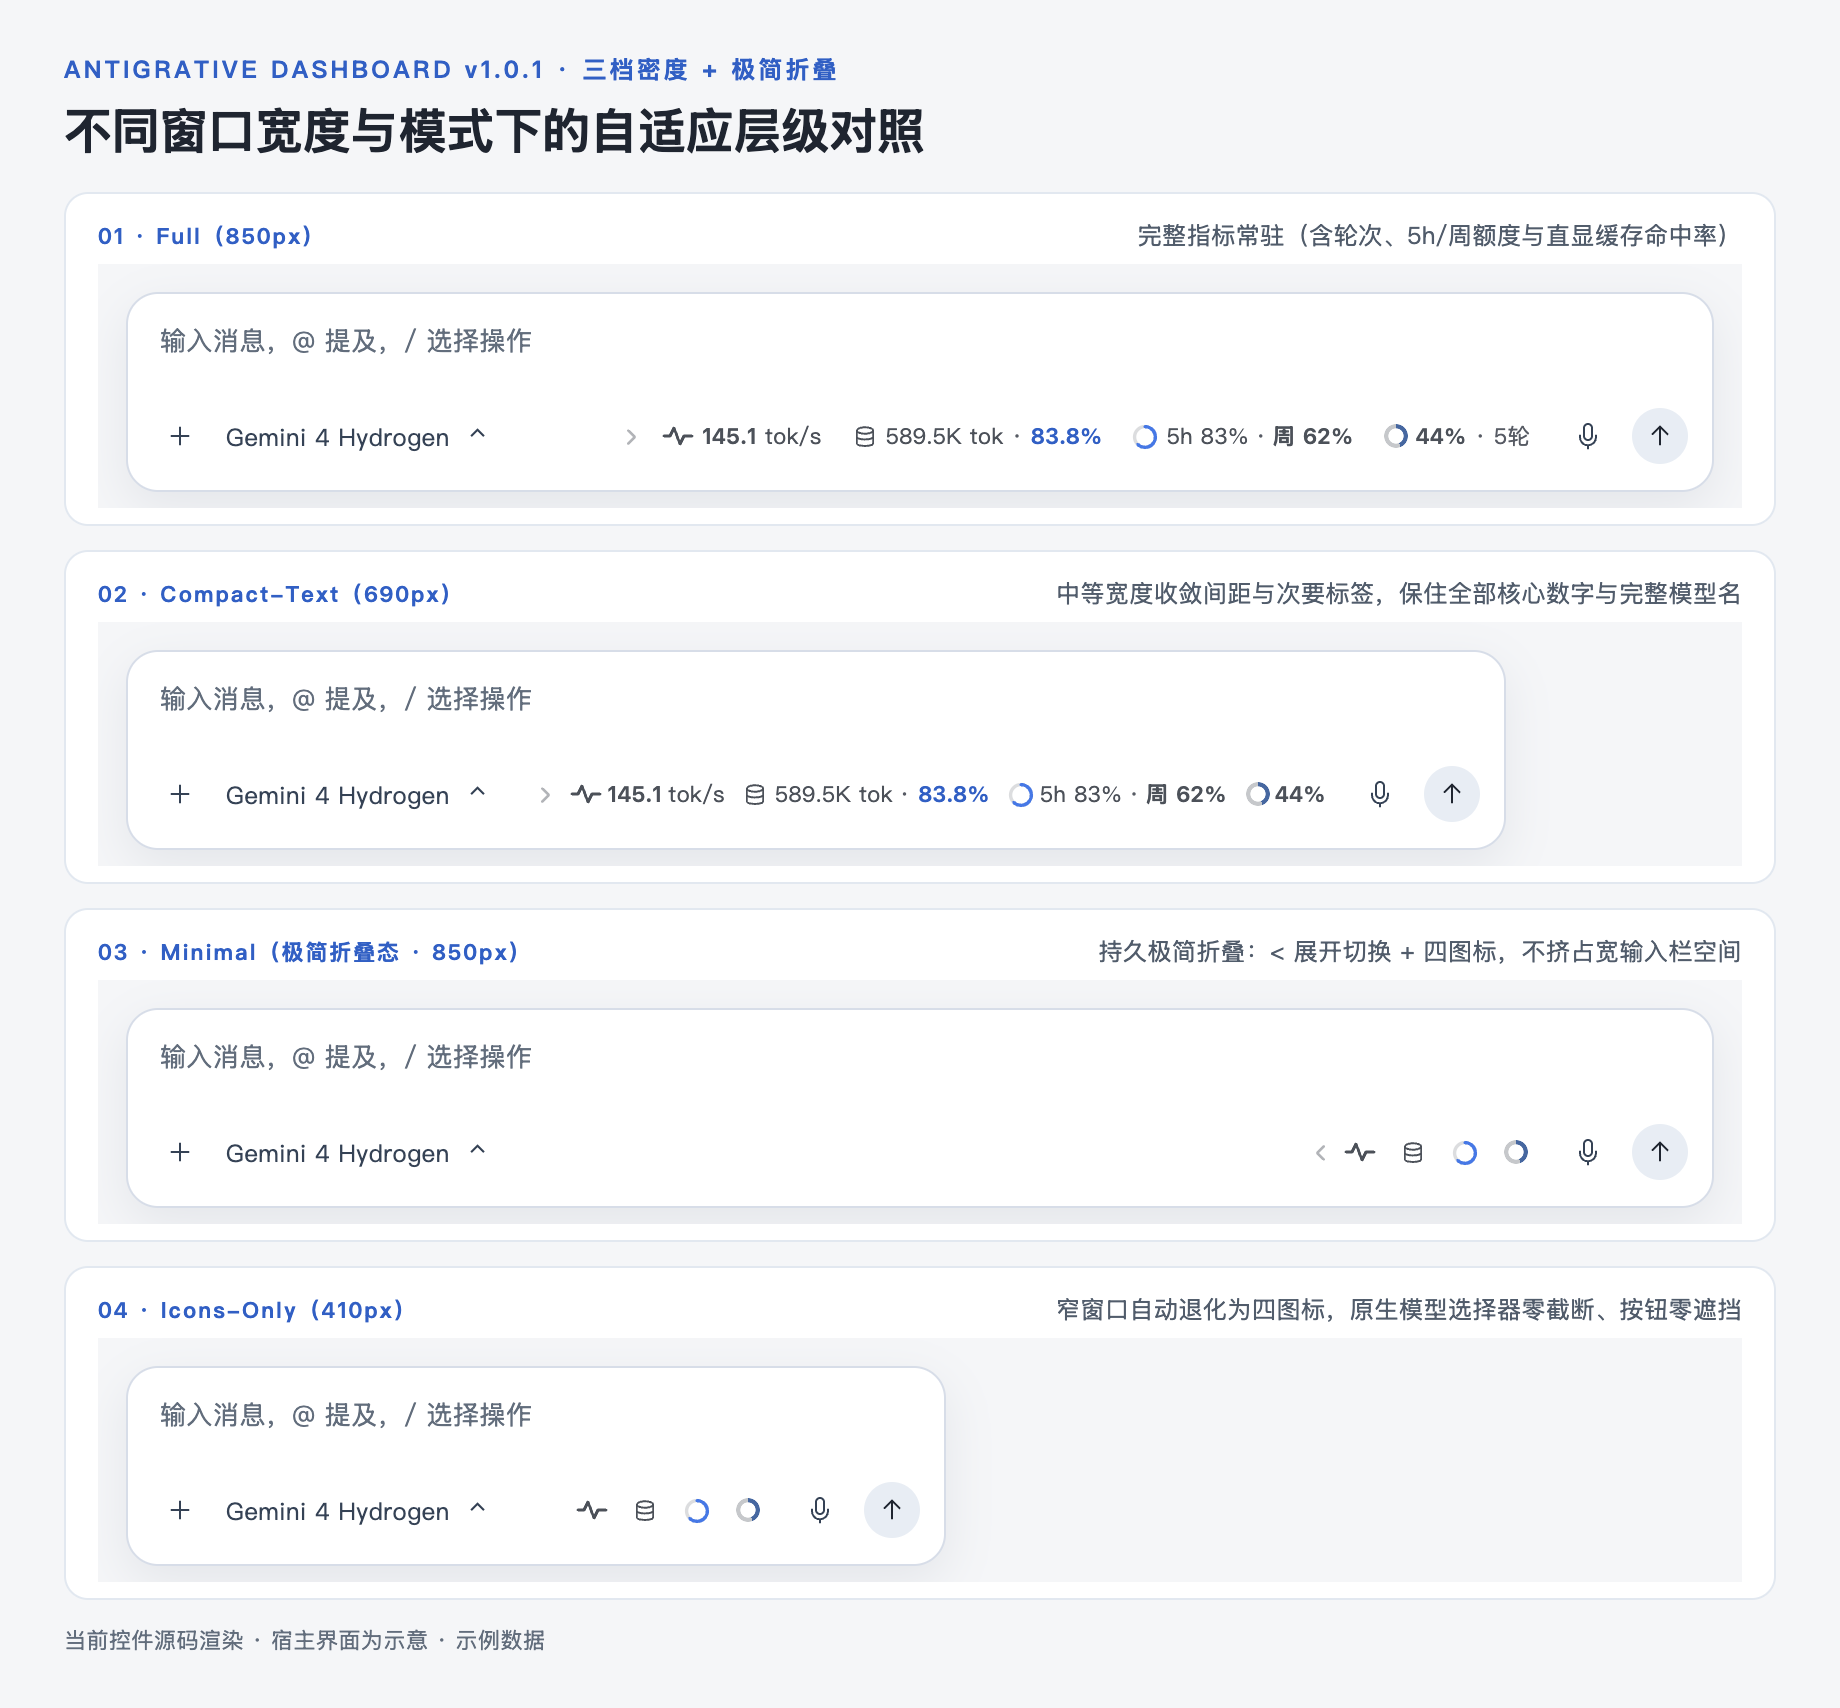 ANTIGRATIVE DASHBOARD v1.0.1 · 三档密度 + 极简折叠
不同窗口宽度与模式下的自适应层级对照
01 · Full（850px） 完整指标常驻（含轮次、5h/周额度与直显缓存命中率）
输入消息，@ 提及，/ 选择操作
Gemini 4 Hydrogen 145.1 tok/s 589.5K tok · 83.8% 5h 83% · 周 62% 44% · 5轮
02 · Compact-Text（690px） 中等宽度收敛间距与次要标签，保住全部核心数字与完整模型名
输入消息，@ 提及，/ 选择操作
Gemini 4 Hydrogen 145.1 tok/s 589.5K tok · 83.8% 5h 83% · 周 62% 44%
03 · Minimal（极简折叠态 · 850px） 持久极简折叠：< 展开切换 + 四图标，不挤占宽输入栏空间
输入消息，@ 提及，/ 选择操作
Gemini 4 Hydrogen
04 · Icons-Only（410px） 窄窗口自动退化为四图标，原生模型选择器零截断、按钮零遮挡
输入消息，@ 提及，/ 选择操作
Gemini 4 Hydrogen
当前控件源码渲染 · 宿主界面为示意 · 示例数据